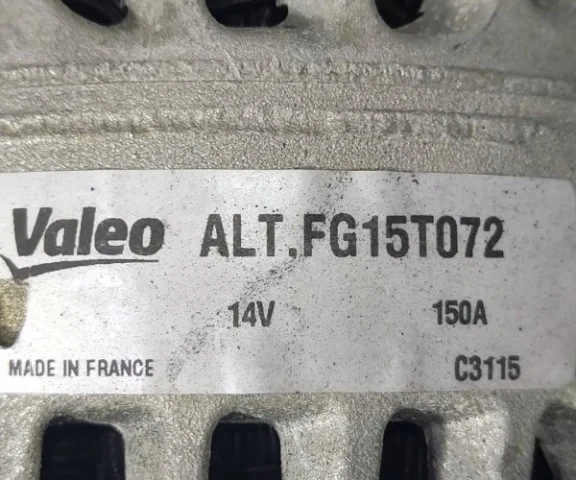 Valeo ALT.FG15T072
14V 150A
MADE IN FRANCE C3115